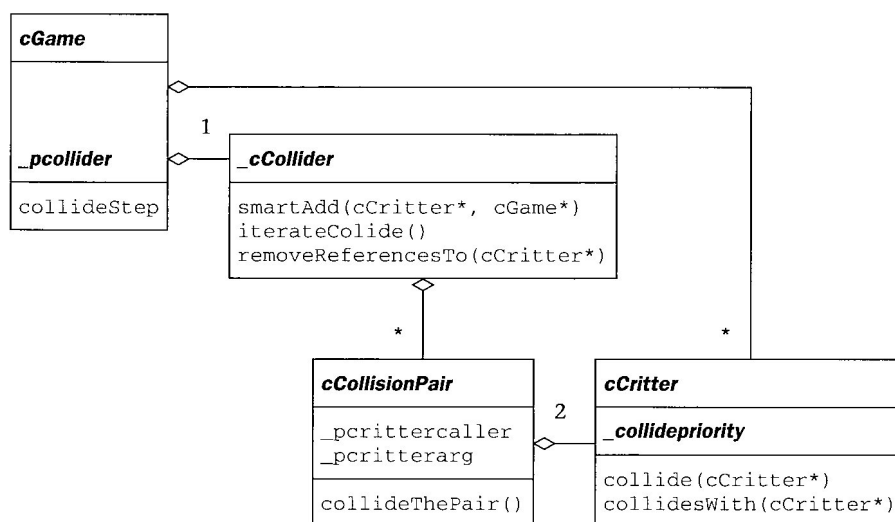 cGame
_pcollider
collideStep
1
_cCollider
smartAdd(cCritter*, cGame*)
iterateColide()
removeReferencesTo(cCritter*)
*
*
cCollisionPair
_pcrittercaller
_pcritterarg
collideThePair()
2
cCritter
_collidepriority
collide(cCritter*)
collidesWith(cCritter*)